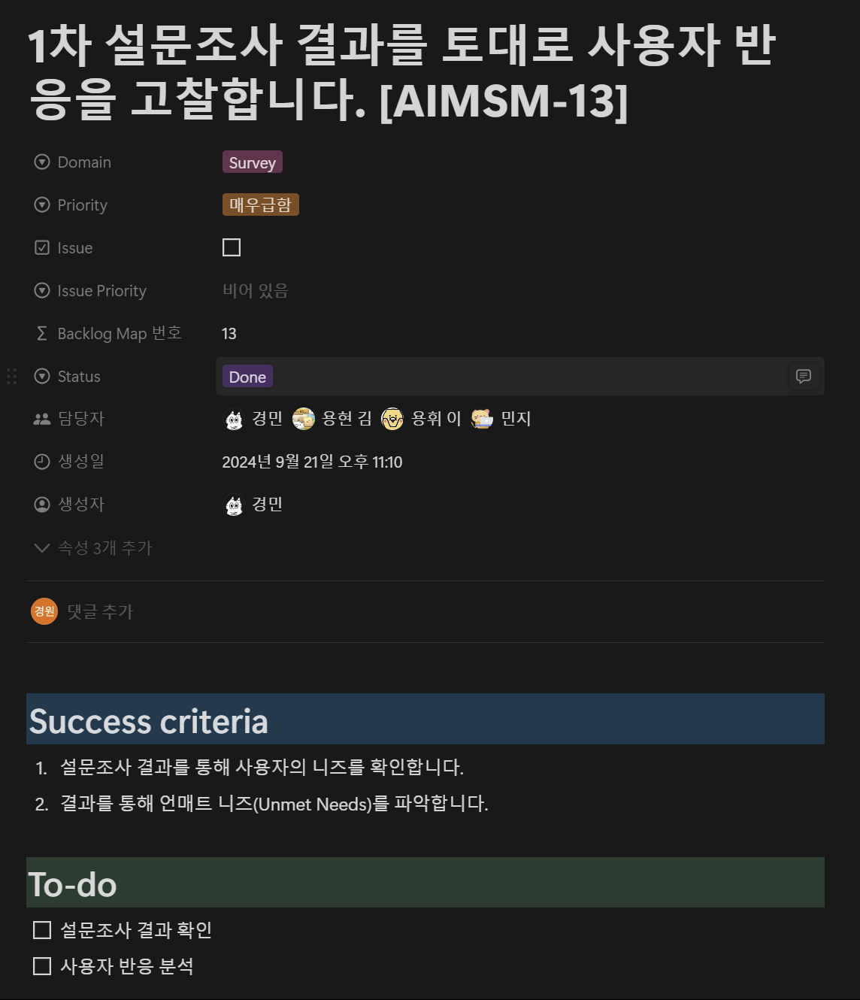 1차 설문조사 결과를 토대로 사용자 반
응을 고찰합니다. [AIMSM-13]
Domain Survey
Priority 매우급함
Issue
Issue Priority 비어 있음
Backlog Map 번호 13
Status Done
담당자 경민 용현 김 용휘 이 민지
생성일 2024년 9월 21일 오후 11:10
생성자 경민
속성 3개 추가
경원 댓글 추가
Success criteria
1. 설문조사 결과를 통해 사용자의 니즈를 확인합니다.
2. 결과를 통해 언매트 니즈(Unmet Needs)를 파악합니다.
To-do
설문조사 결과 확인
사용자 반응 분석